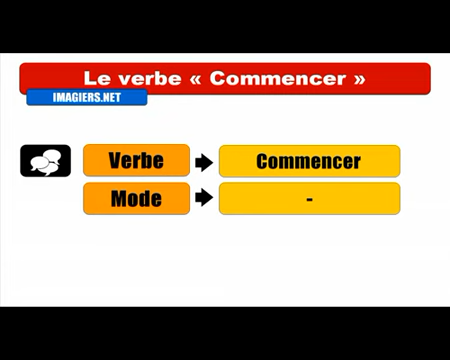 Le verbe « Commencer »
IMAGIERS.NET
Verbe Commencer
Mode -